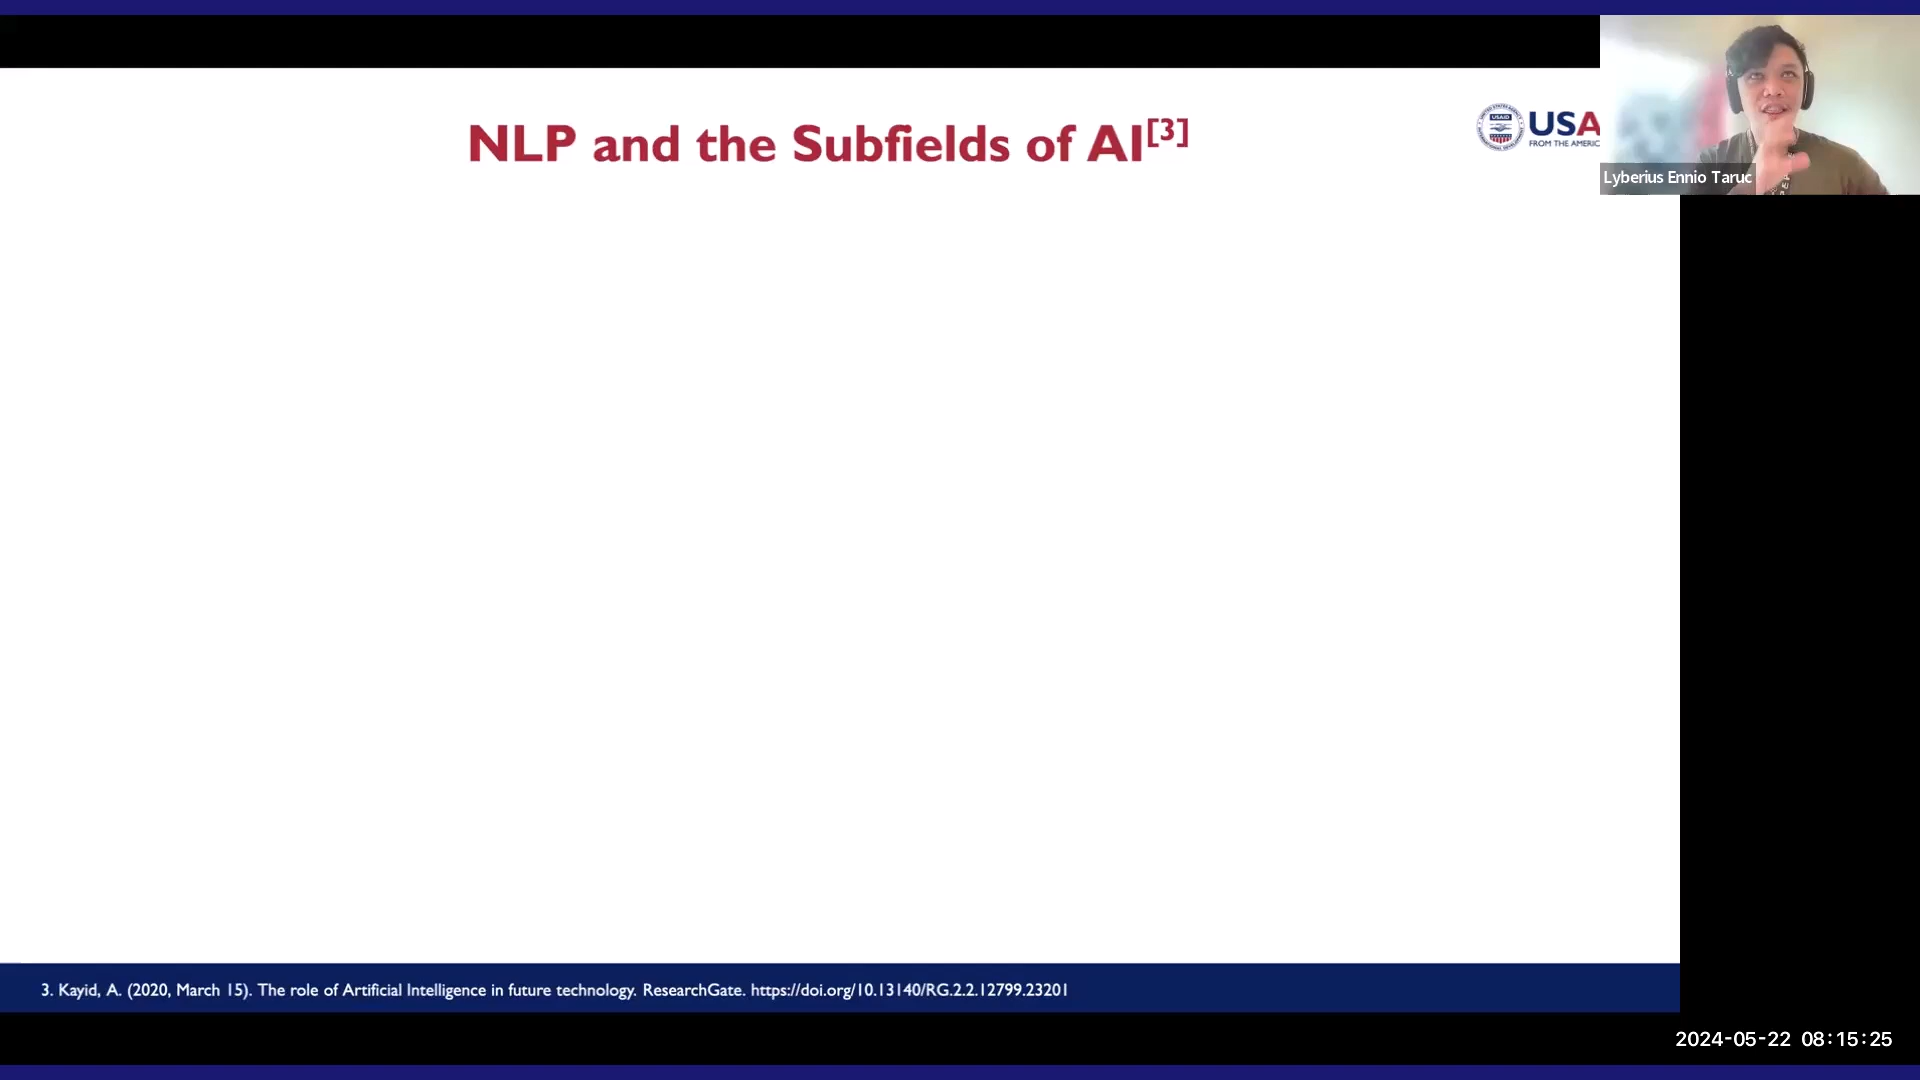 NLP and the Subfields of AI[3]
USAID
USA
FROM THE AMERIC
Lyberius Ennio Taruc
3. Kayid, A. (2020, March 15). The role of Artificial Intelligence in future technology. ResearchGate. https://doi.org/10.13140/RG.2.2.12799.23201
2024-05-22 08:15:25